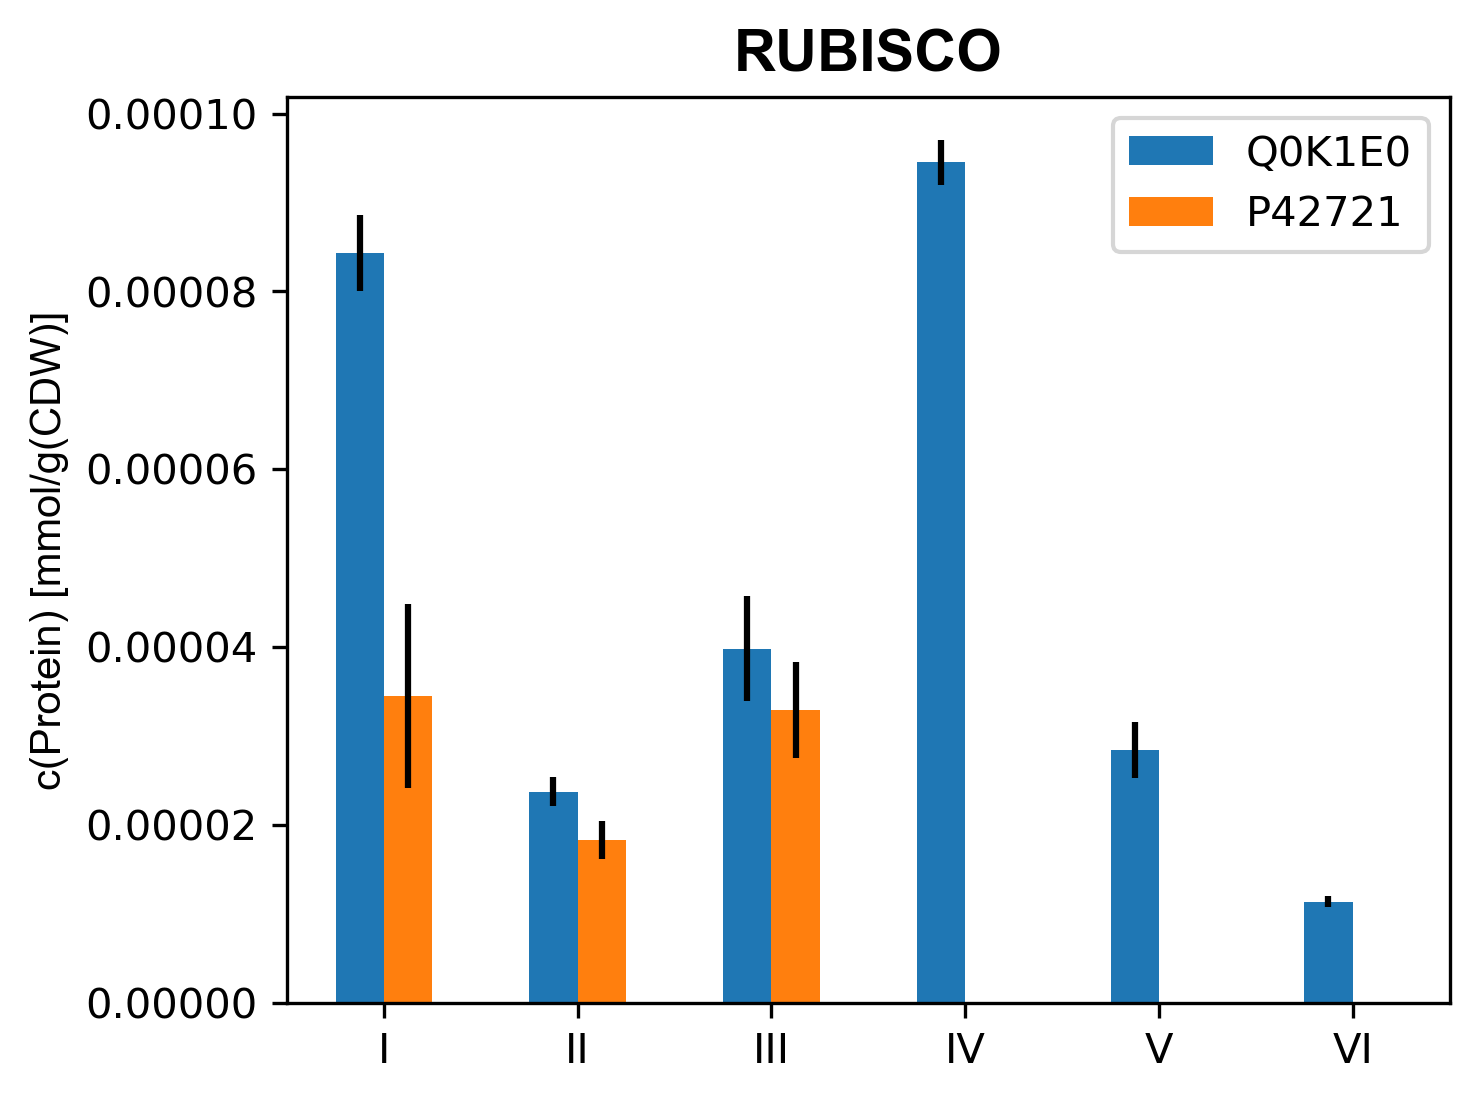 RUBISCO
c(Protein) [mmol/g(CDW)]
0.00010
0.00008
0.00006
0.00004
0.00002
0.00000
Q0K1E0
P42721
I II III IV V VI